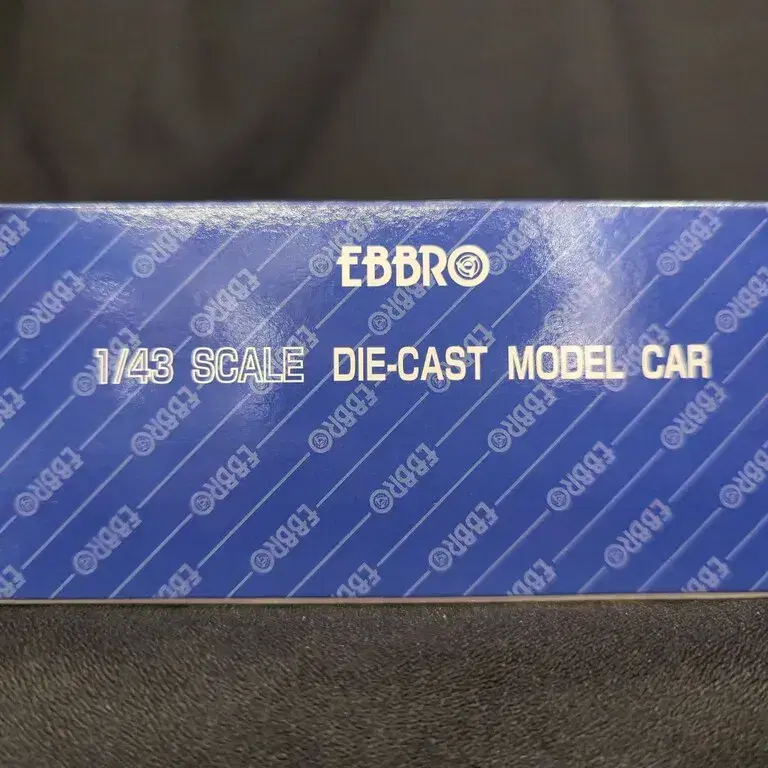 EBBRO
1/43 SCALE DIE-CAST MODEL CAR